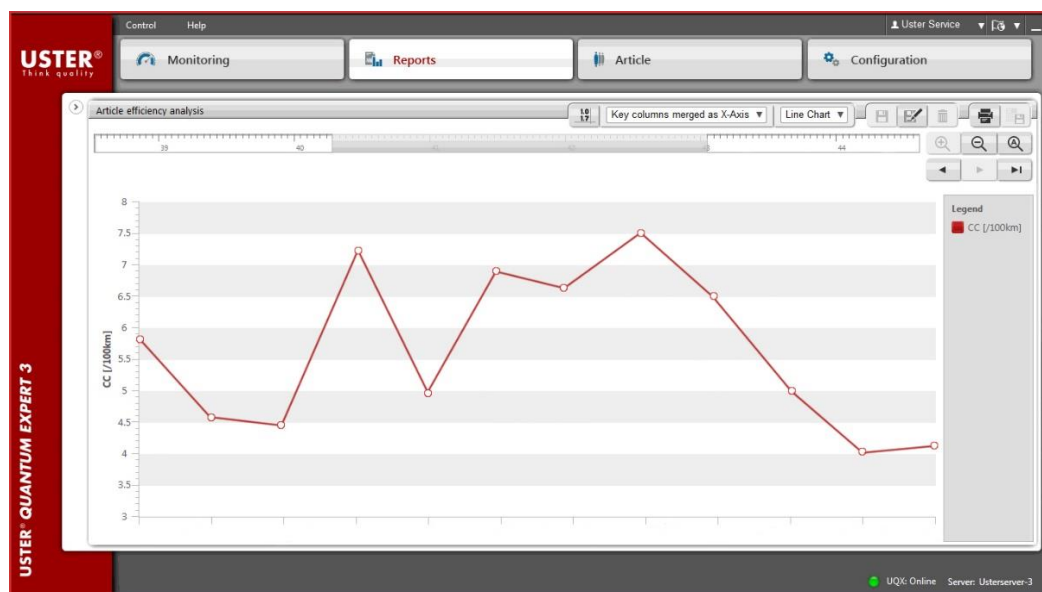 Control Help
Uster Service
USTER®
Think quality
Monitoring
Reports
Article
Configuration
Article efficiency analysis
Key columns merged as X-Axis
Line Chart
39 40 43 44
8
7.5
7
6.5
6
5.5
5
4.5
4
3.5
3
CC [/100km]
Legend
CC [/100km]
USTER® QUANTUM EXPERT 3
UQX: Online Server: Usterserver-3